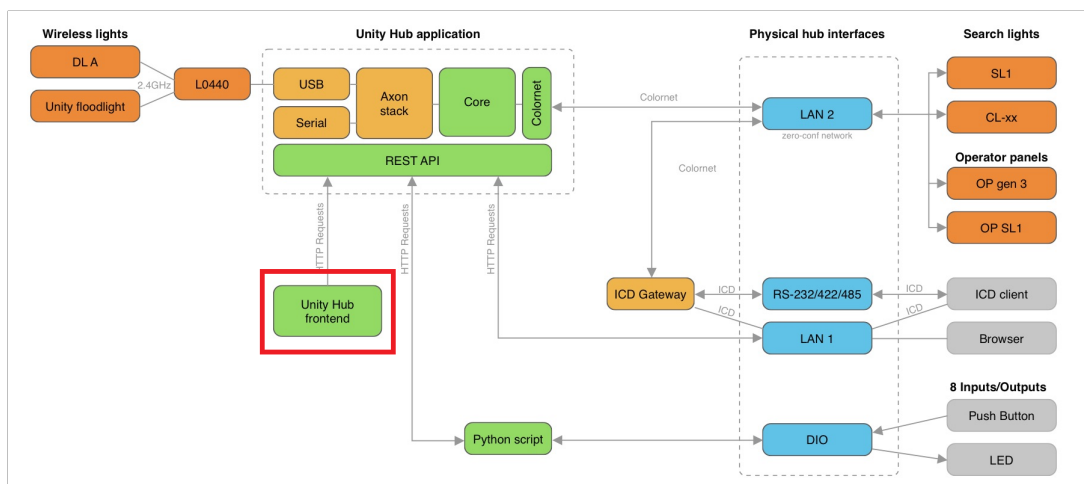 Wireless lights
Unity Hub application
Physical hub interfaces
Search lights
DL A
2.4GHz
Unity floodlight
L0440
USB
Serial
Axon
stack
Core
Colornet
REST API
Colornet
LAN 2
zero-conf network
Colornet
SL1
CL-xx
Operator panels
OP gen 3
OP SL1
HTTP Requests
HTTP Requests
HTTP Requests
Unity Hub
frontend
ICD Gateway
ICD
ICD
RS-232/422/485
LAN 1
ICD
ICD
ICD client
Browser
8 Inputs/Outputs
Push Button
LED
Python script
DIO